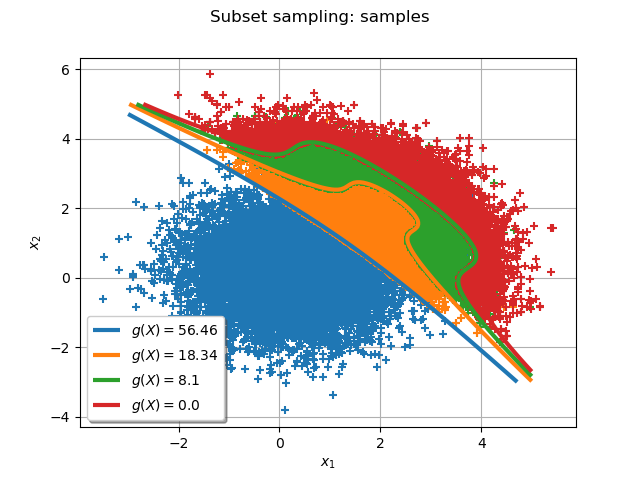 Subset sampling: samples
6
4
x₂
2
0
−2
−4
g(X) = 56.46
g(X) = 18.34
g(X) = 8.1
g(X) = 0.0
−2 0 2 4
x₁